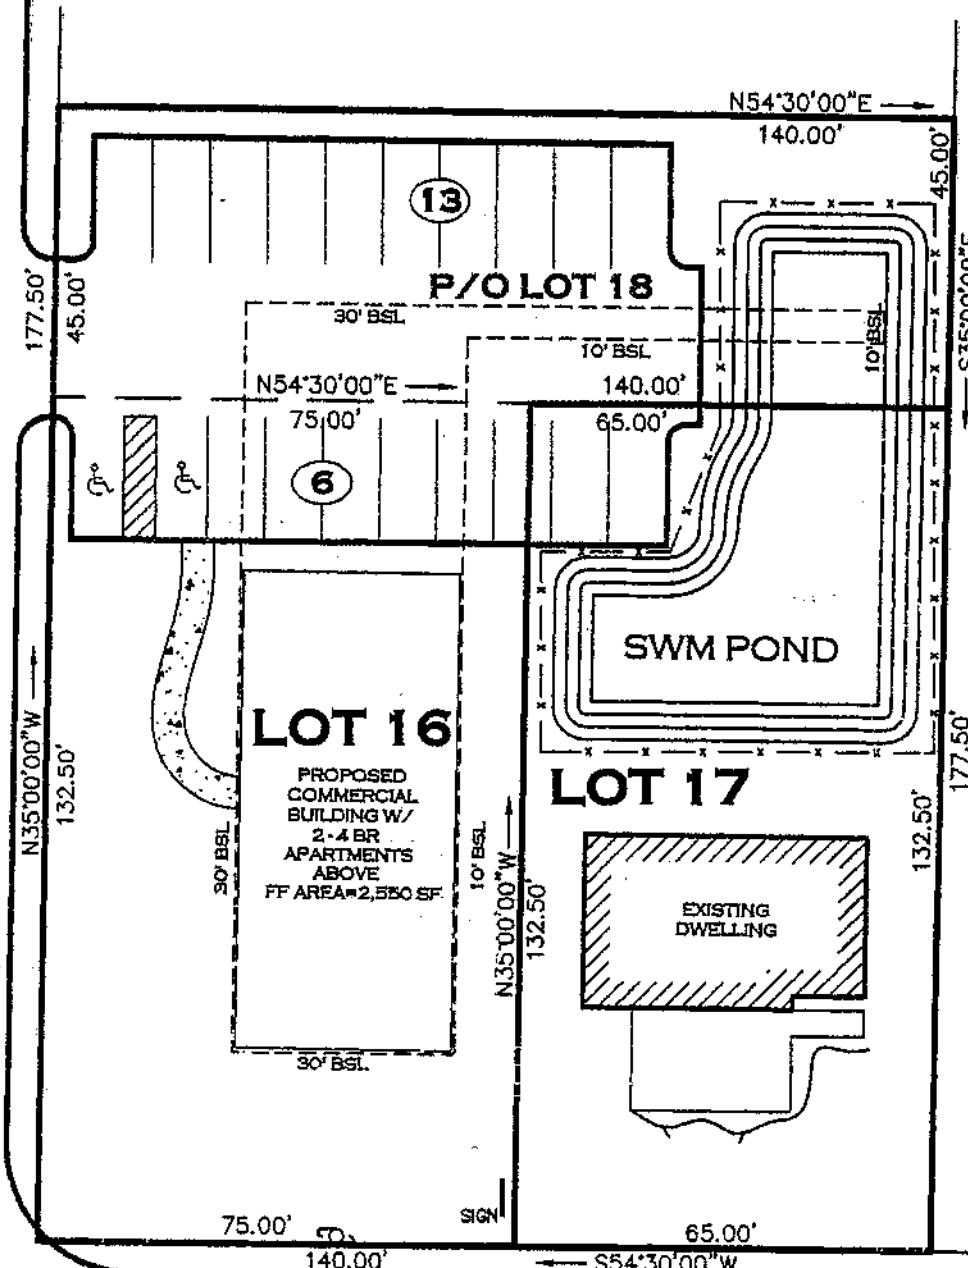 N54°30'00"E
140.00'
45.00'
13
177.50'
45.00'
P/O LOT 18
30' BSL
10' BSL
10' BSL
S35°00'00"E
N54°30'00"E
140.00'
75.00'
65.00'
6
SWM POND
LOT 16
N35°00'00"W
132.50'
177.50'
PROPOSED
COMMERCIAL
BUILDING W/
2-4 BR
APARTMENTS
ABOVE
FF AREA=2,550 SF
LOT 17
30' BSL
10' BSL
N35°00'00"W
132.50'
132.50'
EXISTING
DWELLING
30' BSL
SIGN
75.00'
65.00'
140.00'
S54°30'00"W